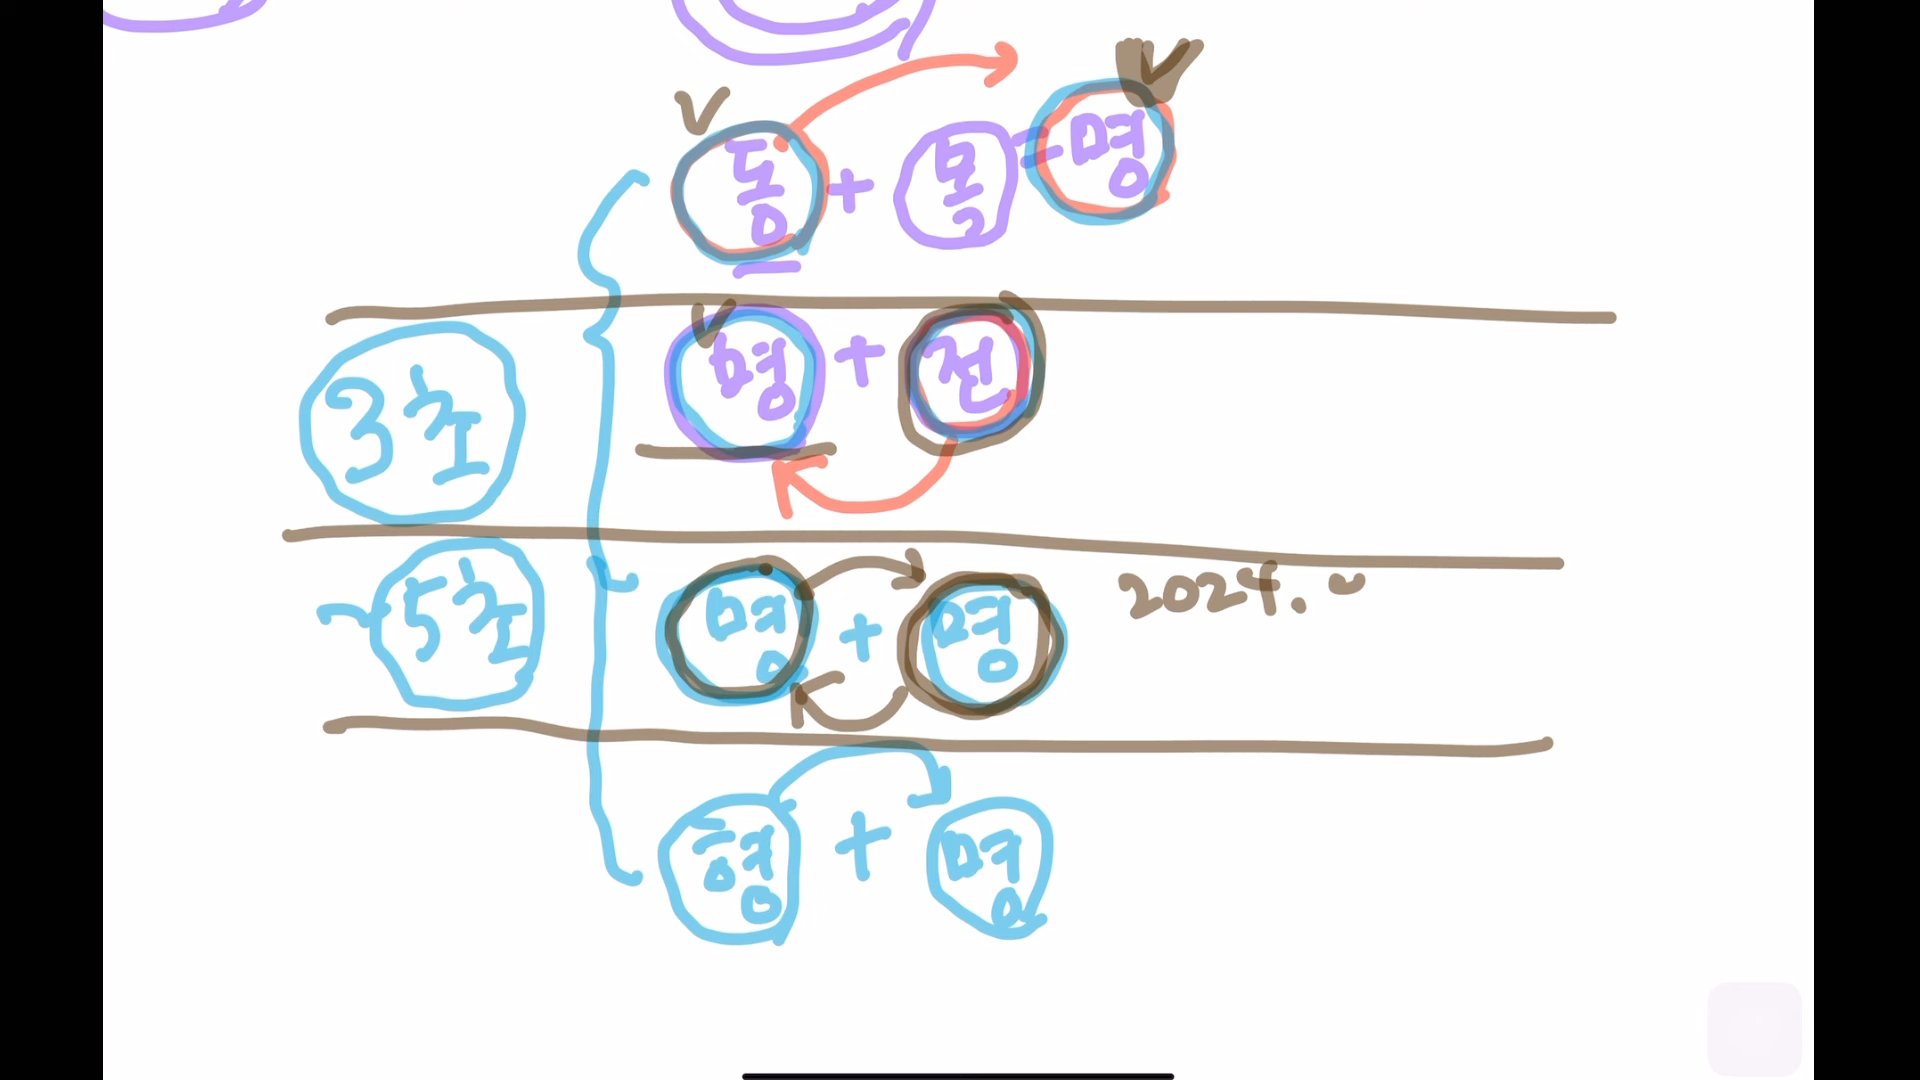 동 + 목 = 명
3초 명 + 전
~5초 명 + 명 2024.
형 + 명